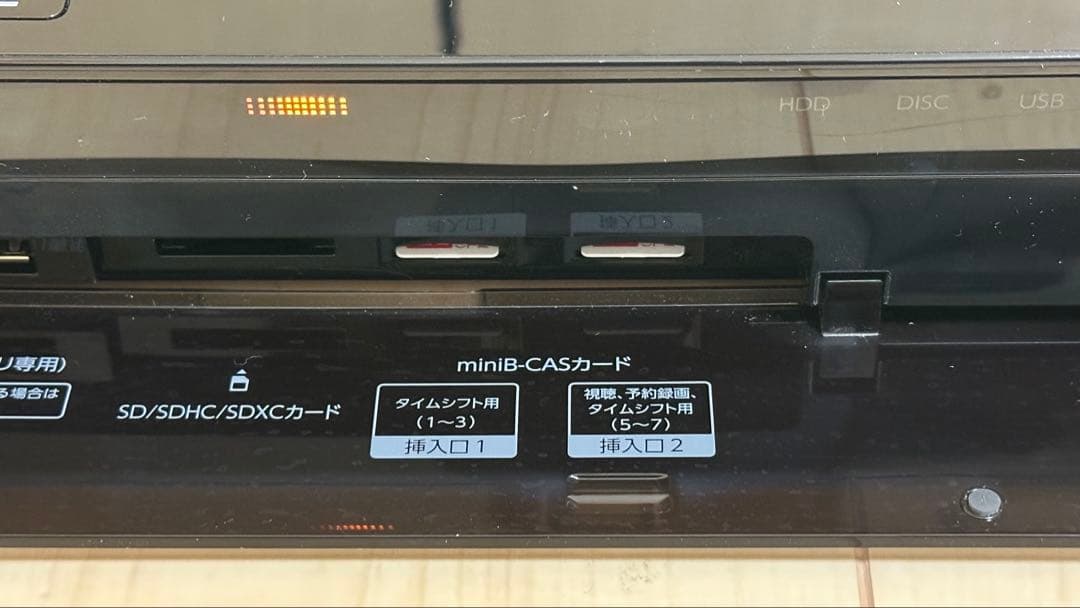 HDD
DISC
USB
リ専用)
る場合は
SD/SDHC/SDXCカード
miniB-CASカード
タイムシフト用
(1~3)
挿入口 1
視聴、予約録画、
タイムシフト用
(5~7)
挿入口 2